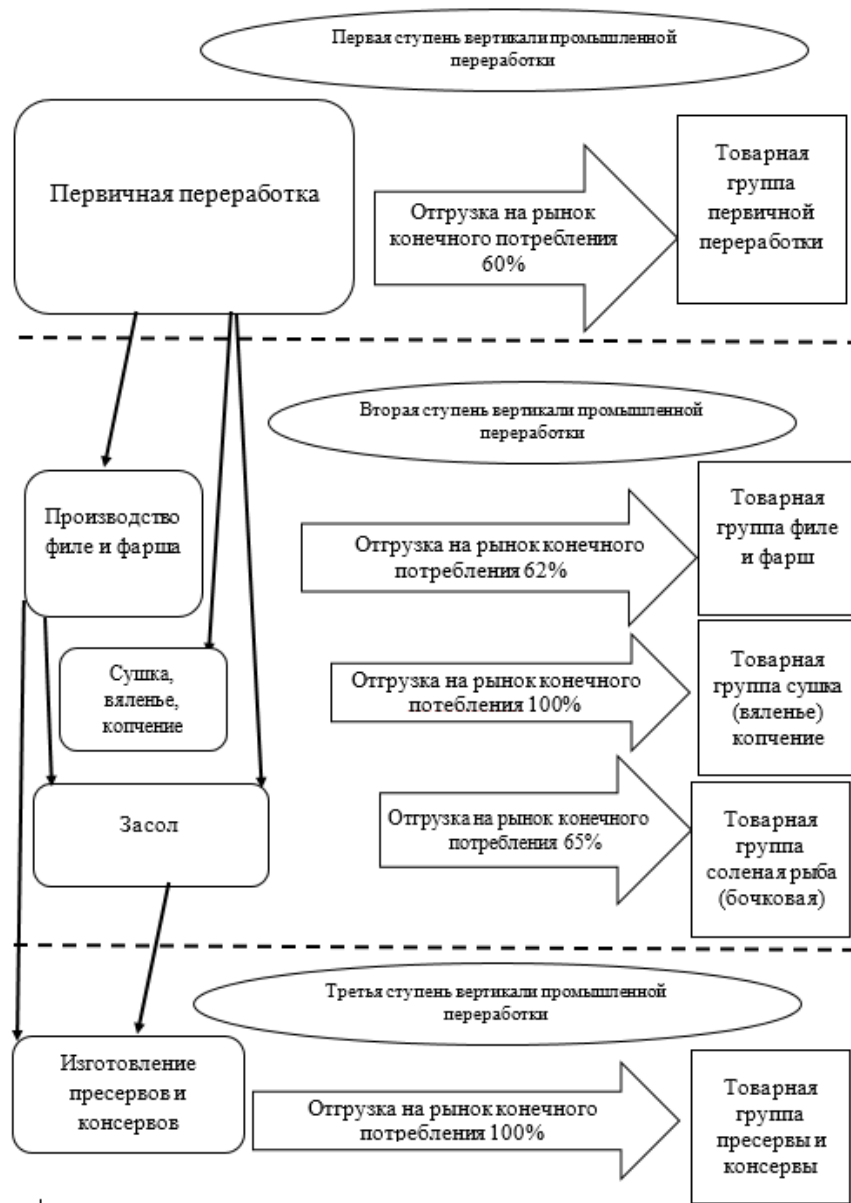 Первая ступень вертикали промышленной
переработки
Первичная переработка
Отгрузка на рынок
конечного потребления
60%
Товарная
группа
первичной
переработки
Вторая ступень вертикали промышленной
переработки
Производство
филе и фарша
Отгрузка на рынок конечного
потребления 62%
Товарная
группа филе
и фарш
Сушка,
вяленье,
копчение
Отгрузка на рынок конечного
потебления 100%
Товарная
группа сушка
(вяленье)
копчение
Засол
Отгрузка на рынок конечного
потребления 65%
Товарная
группа
соленая рыба
(бочковая)
Третья ступень вертикали промышленной
переработки
Изготовление
пресервов и
консервов
Отгрузка на рынок конечного
потребления 100%
Товарная
группа
пресервы и
консервы